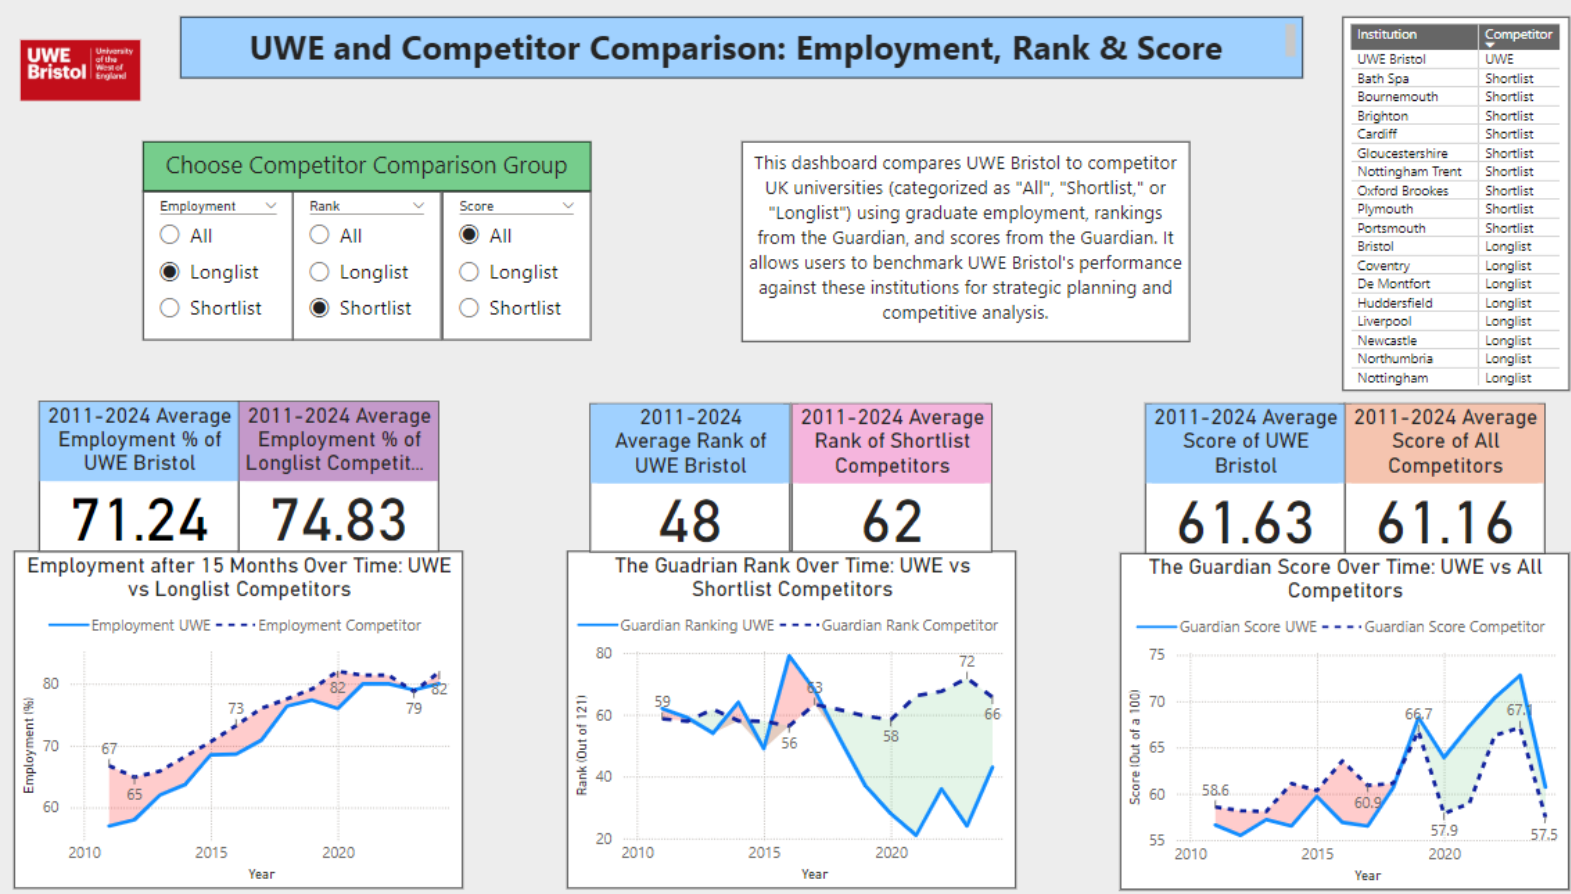 UWE Bristol
University of the West of England
UWE and Competitor Comparison: Employment, Rank & Score
Institution Competitor
UWE Bristol UWE
Bath Spa Shortlist
Bournemouth Shortlist
Brighton Shortlist
Cardiff Shortlist
Gloucestershire Shortlist
Nottingham Trent Shortlist
Oxford Brookes Shortlist
Plymouth Shortlist
Portsmouth Shortlist
Bristol Longlist
Coventry Longlist
De Montfort Longlist
Huddersfield Longlist
Liverpool Longlist
Newcastle Longlist
Northumbria Longlist
Nottingham Longlist
Choose Competitor Comparison Group
Employment Rank Score
All All All
Longlist Longlist Longlist
Shortlist Shortlist Shortlist
This dashboard compares UWE Bristol to competitor
UK universities (categorized as "All", "Shortlist," or
"Longlist") using graduate employment, rankings
from the Guardian, and scores from the Guardian. It
allows users to benchmark UWE Bristol's performance
against these institutions for strategic planning and
competitive analysis.
2011-2024 Average
Employment % of
UWE Bristol
71.24
2011-2024 Average
Employment % of
Longlist Competit...
74.83
Employment after 15 Months Over Time: UWE
vs Longlist Competitors
Employment UWE Employment Competitor
Employment (%)
80
70
60
67
65
73
82
79
82
2010 2015 2020
Year
2011-2024
Average Rank of
UWE Bristol
48
2011-2024 Average
Rank of Shortlist
Competitors
62
The Guadrian Rank Over Time: UWE vs
Shortlist Competitors
Guardian Ranking UWE Guardian Rank Competitor
Rank (Out of 121)
80
60
40
20
59
56
63
58
72
66
2010 2015 2020
Year
2011-2024 Average
Score of UWE
Bristol
61.63
2011-2024 Average
Score of All
Competitors
61.16
The Guardian Score Over Time: UWE vs All
Competitors
Guardian Score UWE Guardian Score Competitor
Score (Out of a 100)
75
70
65
60
55
58.6
60.9
66.7
57.9
67.1
57.5
2010 2015 2020
Year